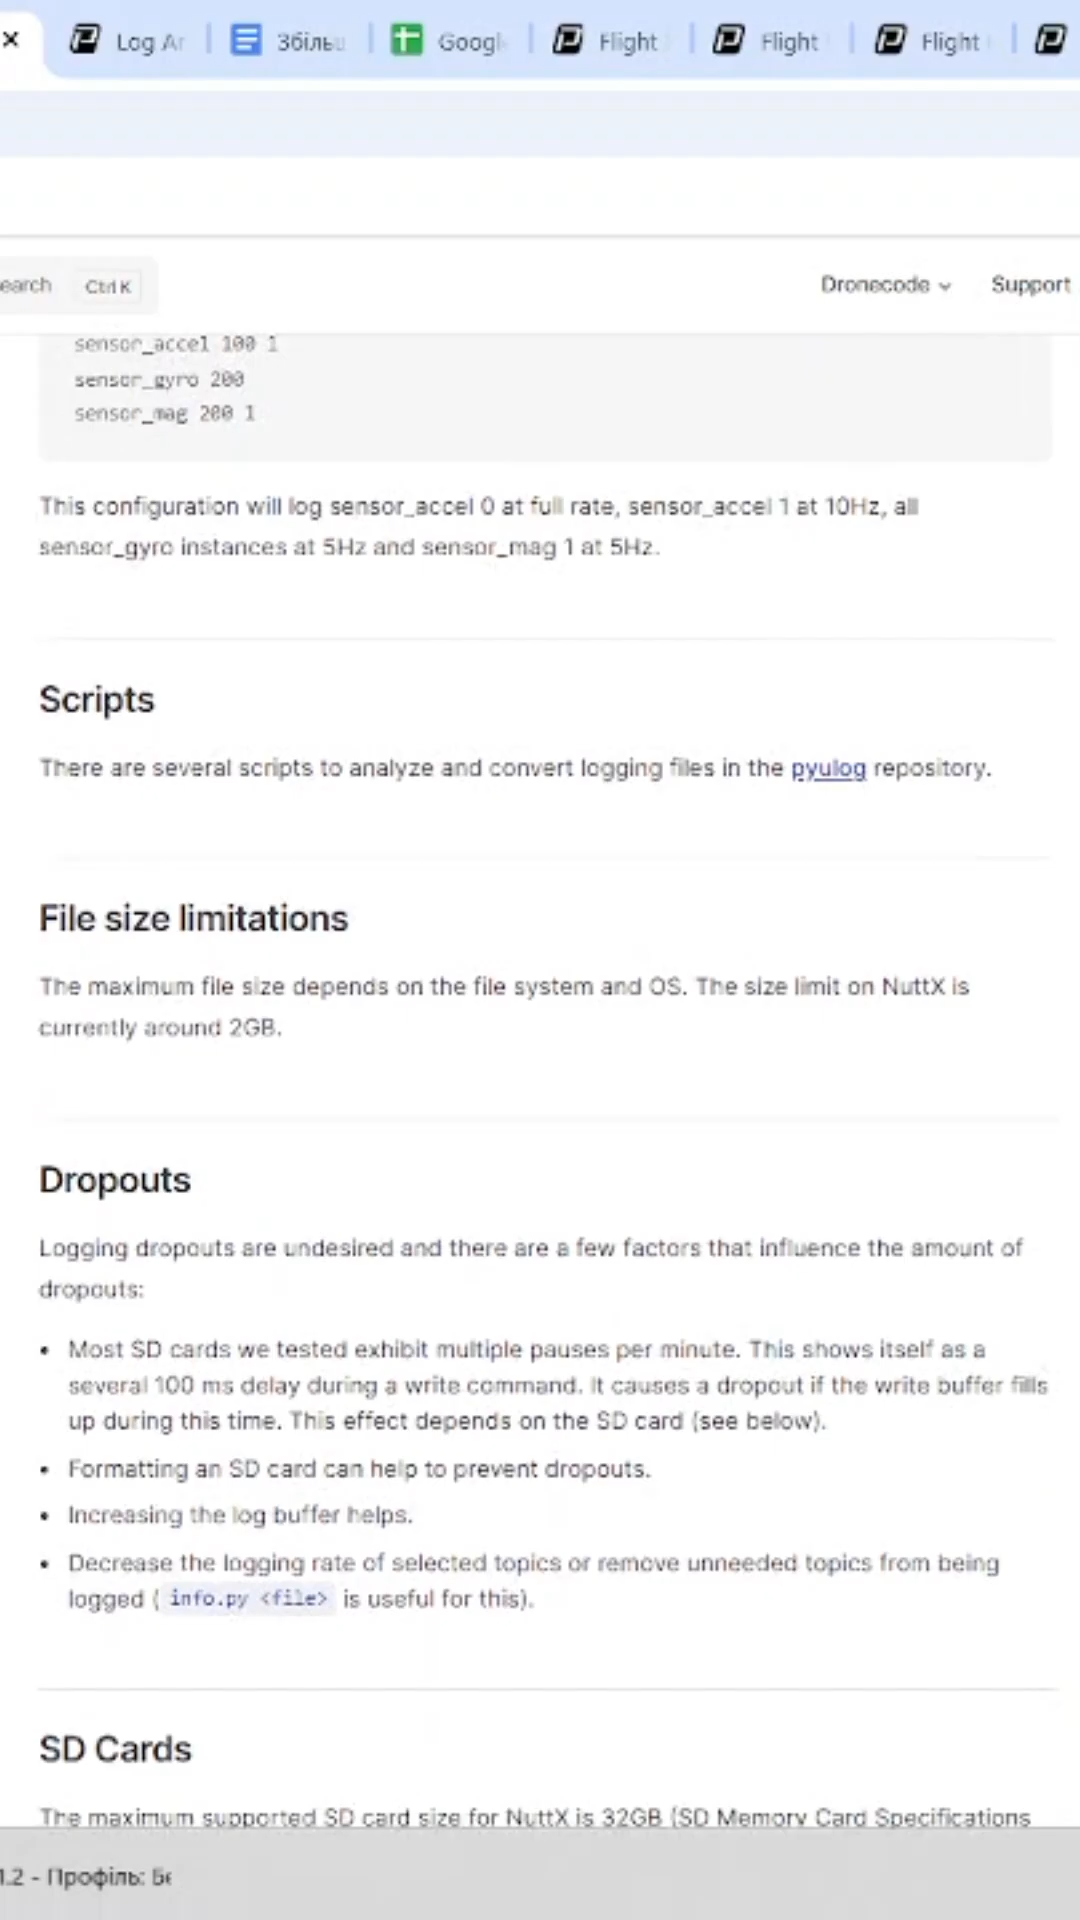 Log Ar
Збільш
Googl
Flight
Flight
Flight
earch Ctrl K
Dronecode
Support
sensor_accel 100 1
sensor_gyro 200
sensor_mag 200 1
This configuration will log sensor_accel 0 at full rate, sensor_accel 1 at 10Hz, all
sensor_gyro instances at 5Hz and sensor_mag 1 at 5Hz.
Scripts
There are several scripts to analyze and convert logging files in the pyulog repository.
File size limitations
The maximum file size depends on the file system and OS. The size limit on NuttX is
currently around 2GB.
Dropouts
Logging dropouts are undesired and there are a few factors that influence the amount of
dropouts:
• Most SD cards we tested exhibit multiple pauses per minute. This shows itself as a
several 100 ms delay during a write command. It causes a dropout if the write buffer fills
up during this time. This effect depends on the SD card (see below).
• Formatting an SD card can help to prevent dropouts.
• Increasing the log buffer helps.
• Decrease the logging rate of selected topics or remove unneeded topics from being
logged ( info.py <file> is useful for this).
SD Cards
The maximum supported SD card size for NuttX is 32GB (SD Memory Card Specifications
1.2 - Профіль: Бе